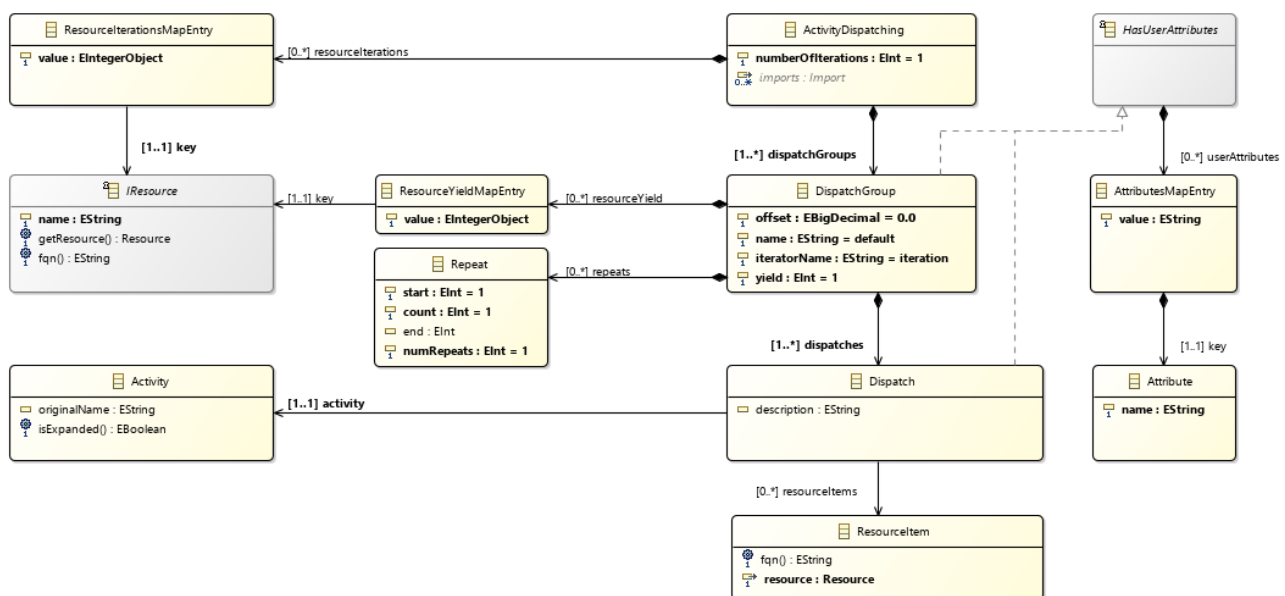 ResourceIterationsMapEntry
value : EIntegerObject
[0..*] resourceIterations
ActivityDispatching
numberOfIterations : EInt = 1
imports : Import
HasUserAttributes
[1..1] key
[1..*] dispatchGroups
[0..*] userAttributes
IResource
name : EString
getResource() : Resource
fqn() : EString
[1..1] key
ResourceYieldMapEntry
value : EIntegerObject
[0..*] resourceYield
DispatchGroup
offset : EBigDecimal = 0.0
name : EString = default
iteratorName : EString = iteration
yield : EInt = 1
AttributesMapEntry
value : EString
Repeat
start : EInt = 1
count : EInt = 1
end : EInt
numRepeats : EInt = 1
[0..*] repeats
[1..*] dispatches
[1..1] key
Activity
originalName : EString
isExpanded() : EBoolean
[1..1] activity
Dispatch
description : EString
Attribute
name : EString
[0..*] resourceItems
ResourceItem
fqn() : EString
resource : Resource